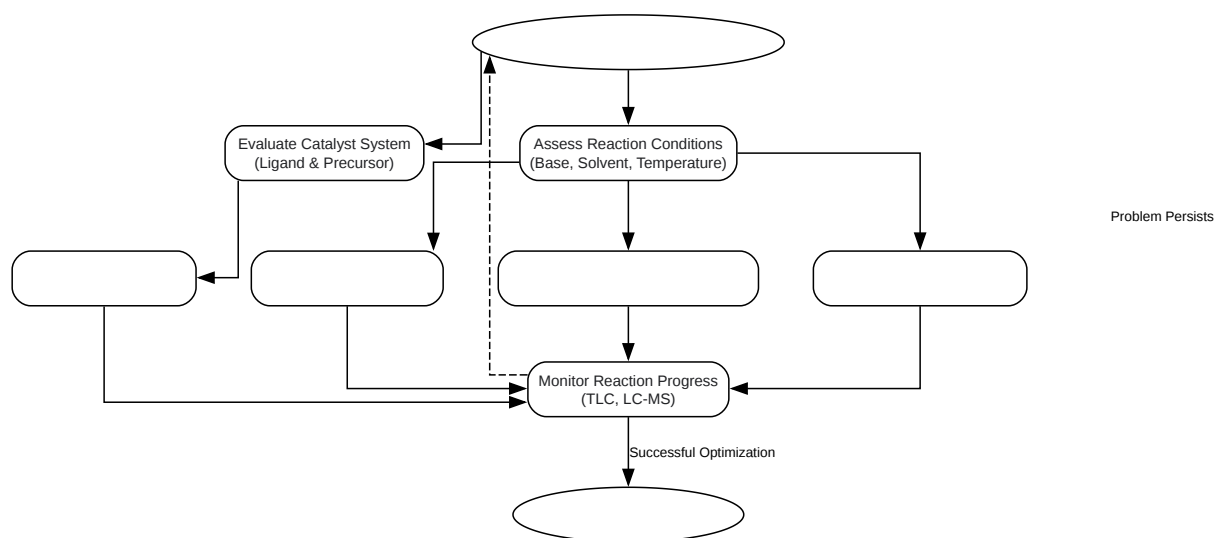 Evaluate Catalyst System
(Ligand & Precursor)
Assess Reaction Conditions
(Base, Solvent, Temperature)
Problem Persists
Monitor Reaction Progress
(TLC, LC-MS)
Successful Optimization